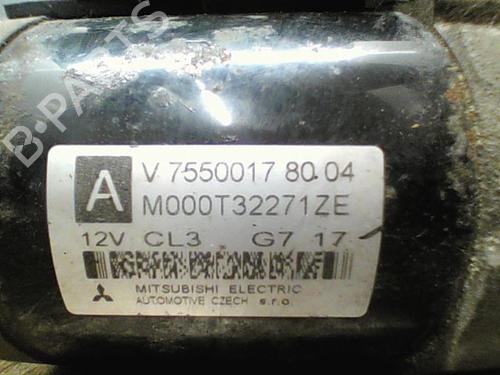 B-PARTS
A
V 7550017 80 04
M000T32271ZE
12V CL3 G7 17
MITSUBISHI ELECTRIC
AUTOMOTIVE CZECH s.r.o.